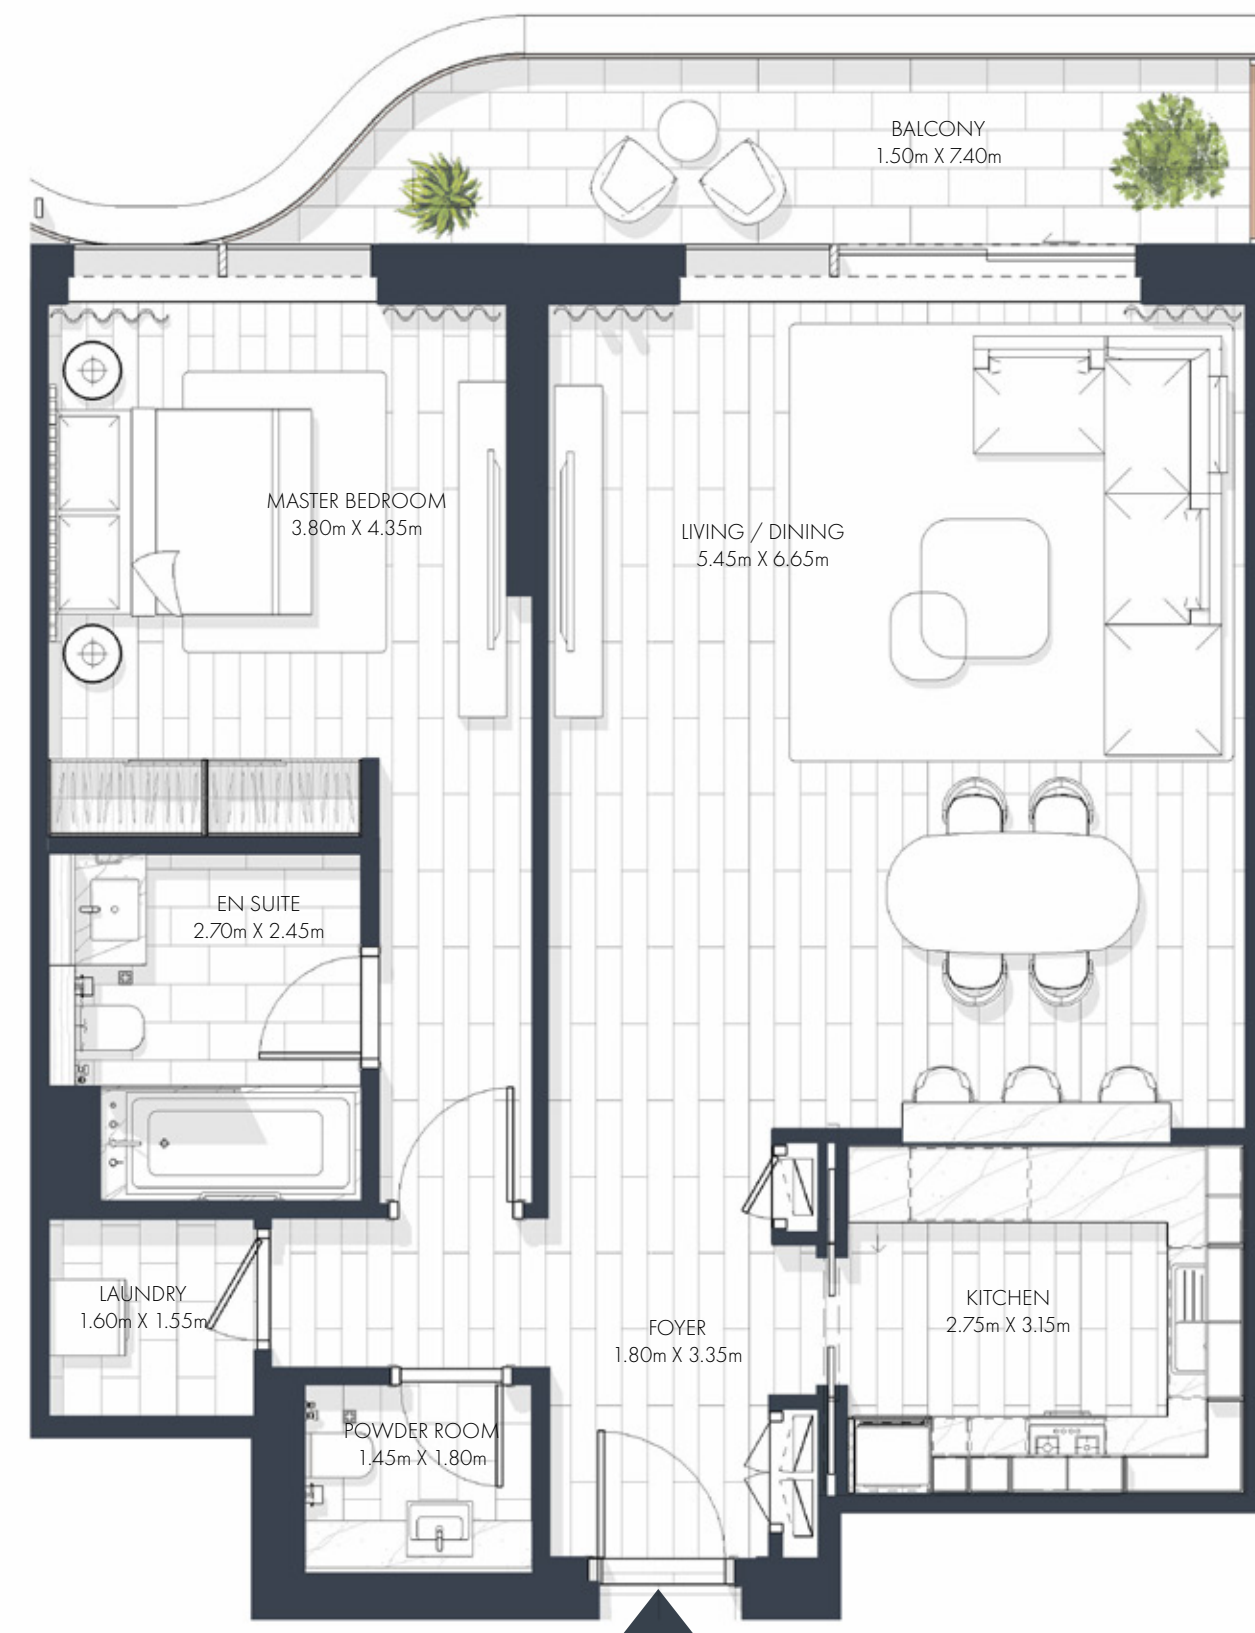 BALCONY
1.50m X 7.40m
MASTER BEDROOM
3.80m X 4.35m
LIVING / DINING
5.45m X 6.65m
EN SUITE
2.70m X 2.45m
LAUNDRY
1.60m X 1.55m
FOYER
1.80m X 3.35m
KITCHEN
2.75m X 3.15m
POWDER ROOM
1.45m X 1.80m